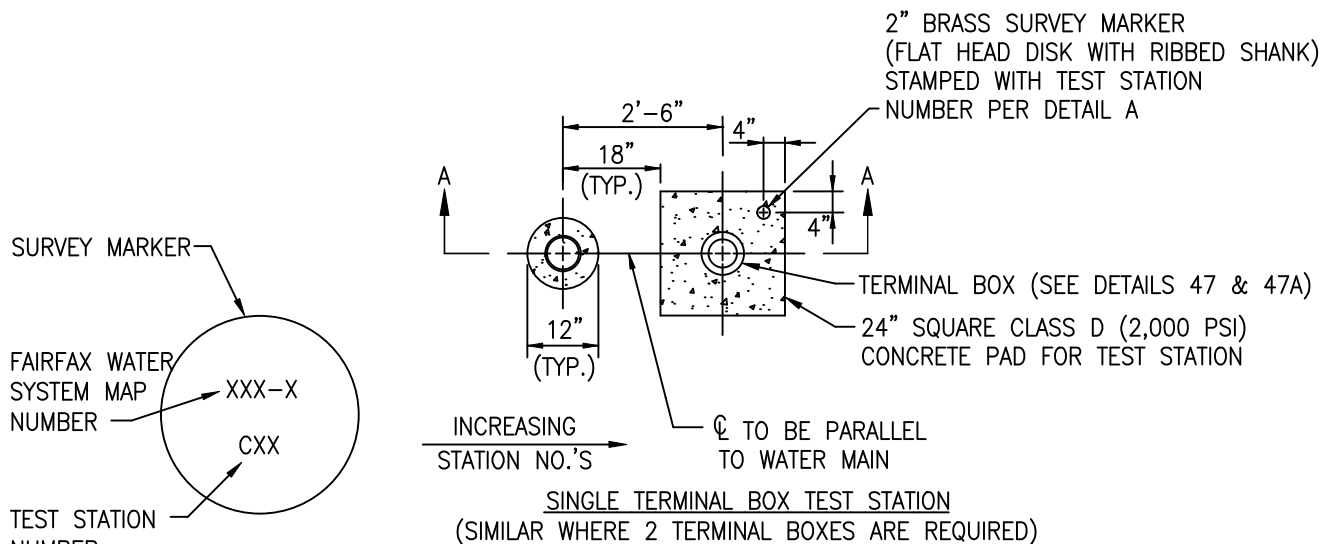 2" BRASS SURVEY MARKER
(FLAT HEAD DISK WITH RIBBED SHANK)
STAMPED WITH TEST STATION
NUMBER PER DETAIL A
2'-6"
4"
18"
(TYP.)
A
A
4"
SURVEY MARKER
TERMINAL BOX (SEE DETAILS 47 & 47A)
24" SQUARE CLASS D (2,000 PSI)
CONCRETE PAD FOR TEST STATION
12"
(TYP.)
FAIRFAX WATER
SYSTEM MAP
NUMBER
XXX-X
CXX
INCREASING
STATION NO.'S
℄ TO BE PARALLEL
TO WATER MAIN
SINGLE TERMINAL BOX TEST STATION
(SIMILAR WHERE 2 TERMINAL BOXES ARE REQUIRED)
TEST STATION
NUMBER